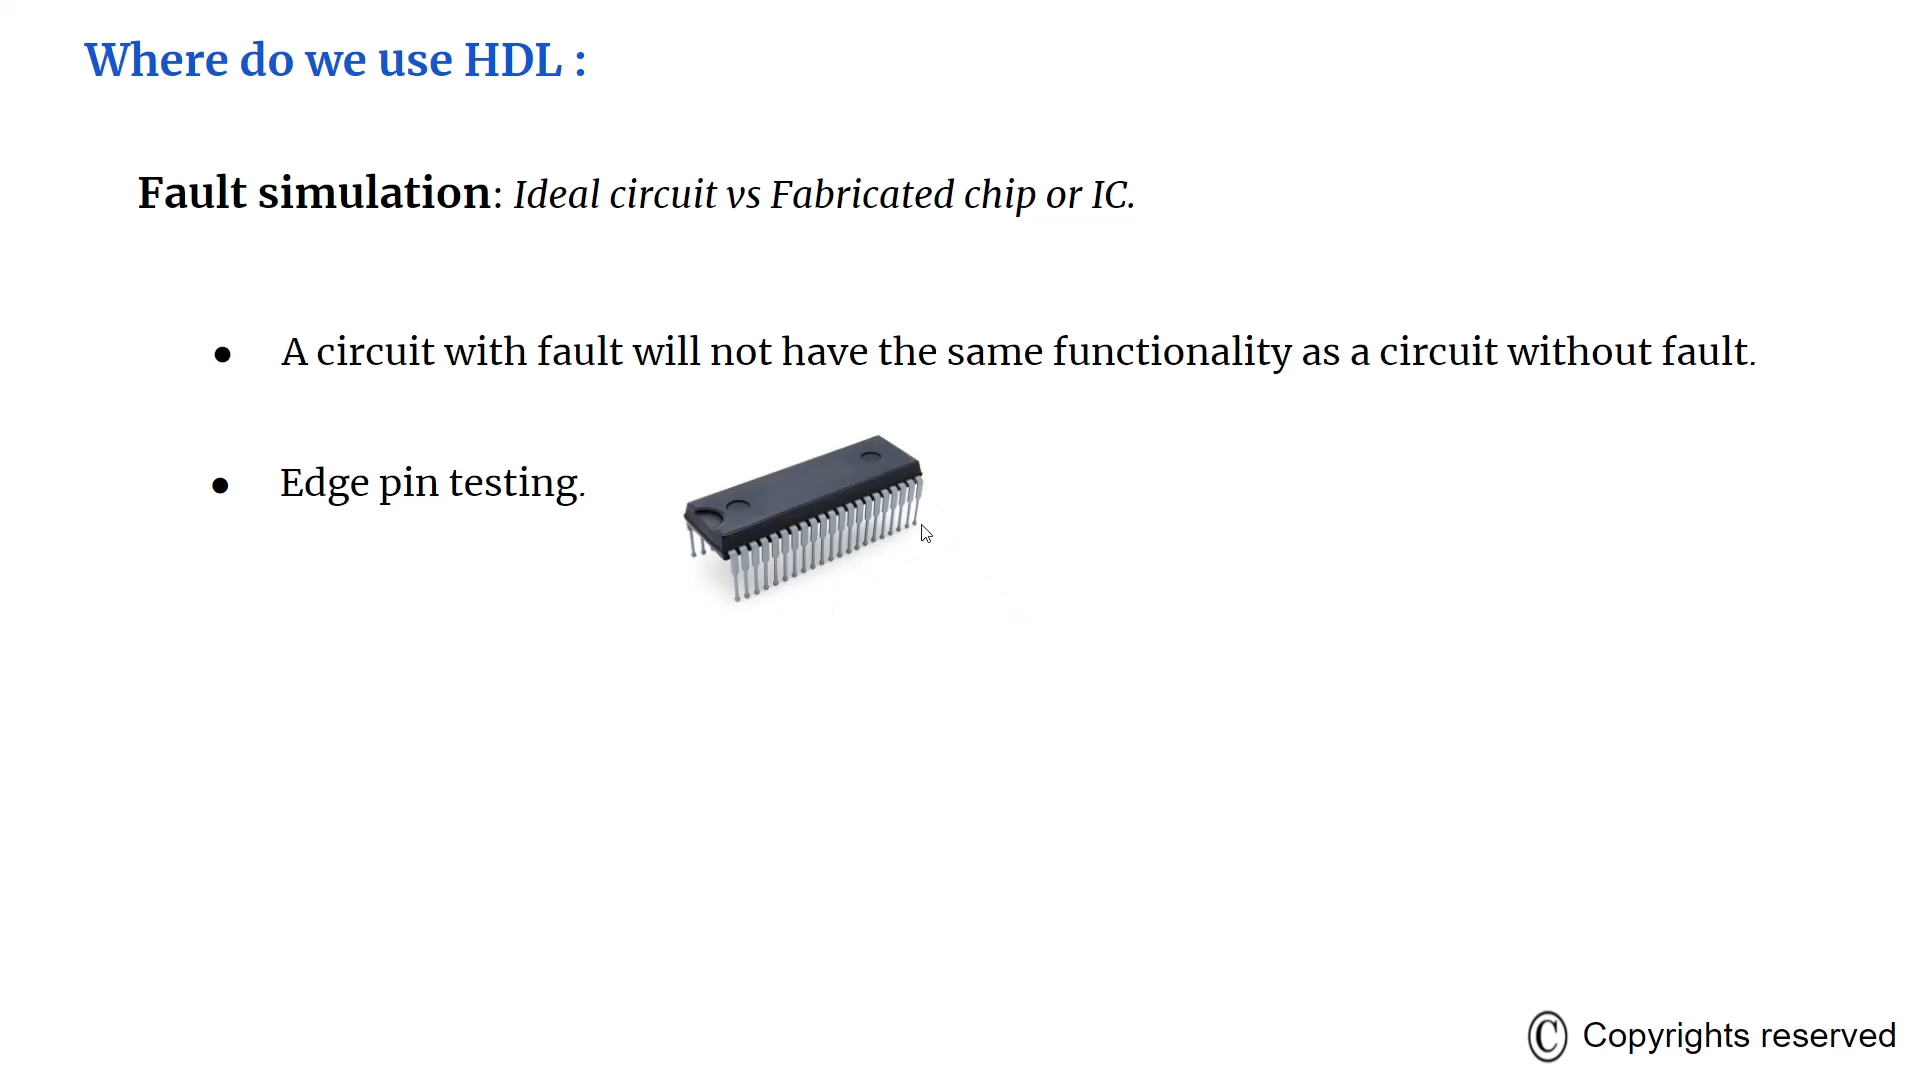 Where do we use HDL :
Fault simulation: Ideal circuit vs Fabricated chip or IC.
● A circuit with fault will not have the same functionality as a circuit without fault.
● Edge pin testing.
© Copyrights reserved